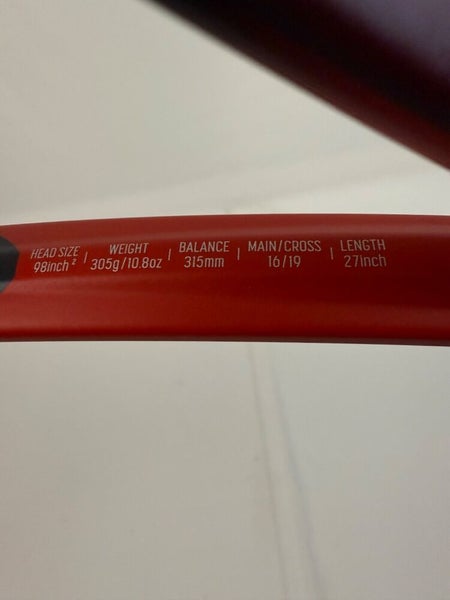 HEAD SIZE | WEIGHT | BALANCE | MAIN/CROSS | LENGTH
98inch² | 305g/10.8oz | 315mm | 16/19 | 27inch